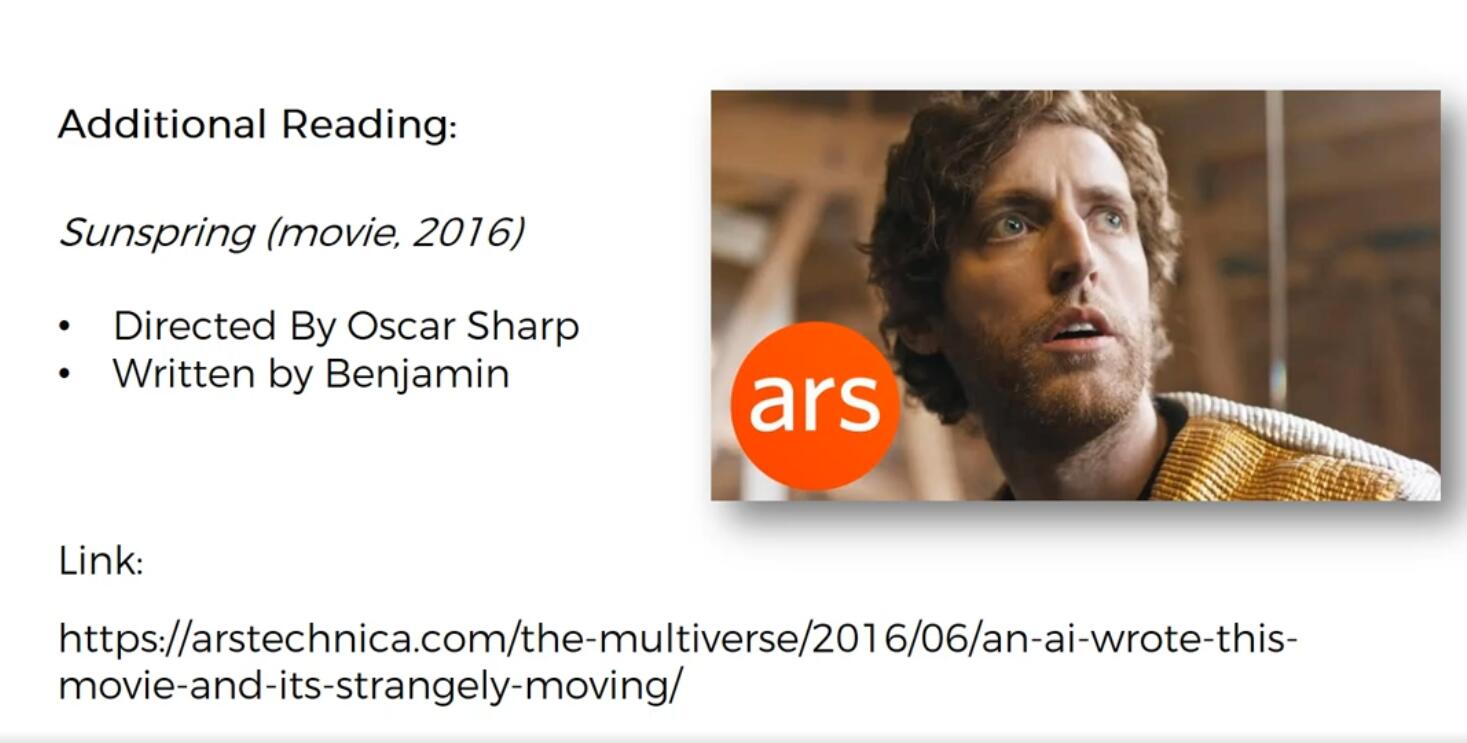 Additional Reading:
Sunspring (movie, 2016)
• Directed By Oscar Sharp
• Written by Benjamin
ars
Link:
https://arstechnica.com/the-multiverse/2016/06/an-ai-wrote-this-
movie-and-its-strangely-moving/